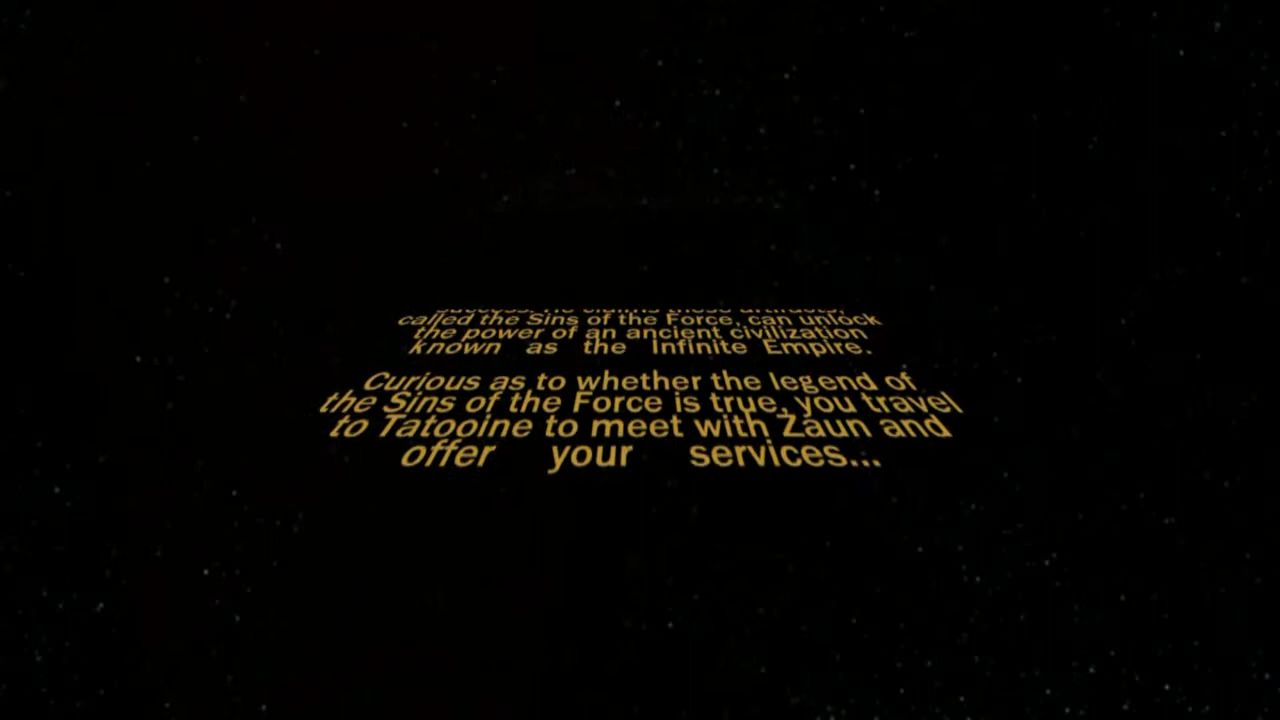 called the Sins of the Force, can unlock
the power of an ancient civilization
known as the Infinite Empire.
Curious as to whether the legend of
the Sins of the Force is true, you travel
to Tatooine to meet with Zaun and
offer your services...